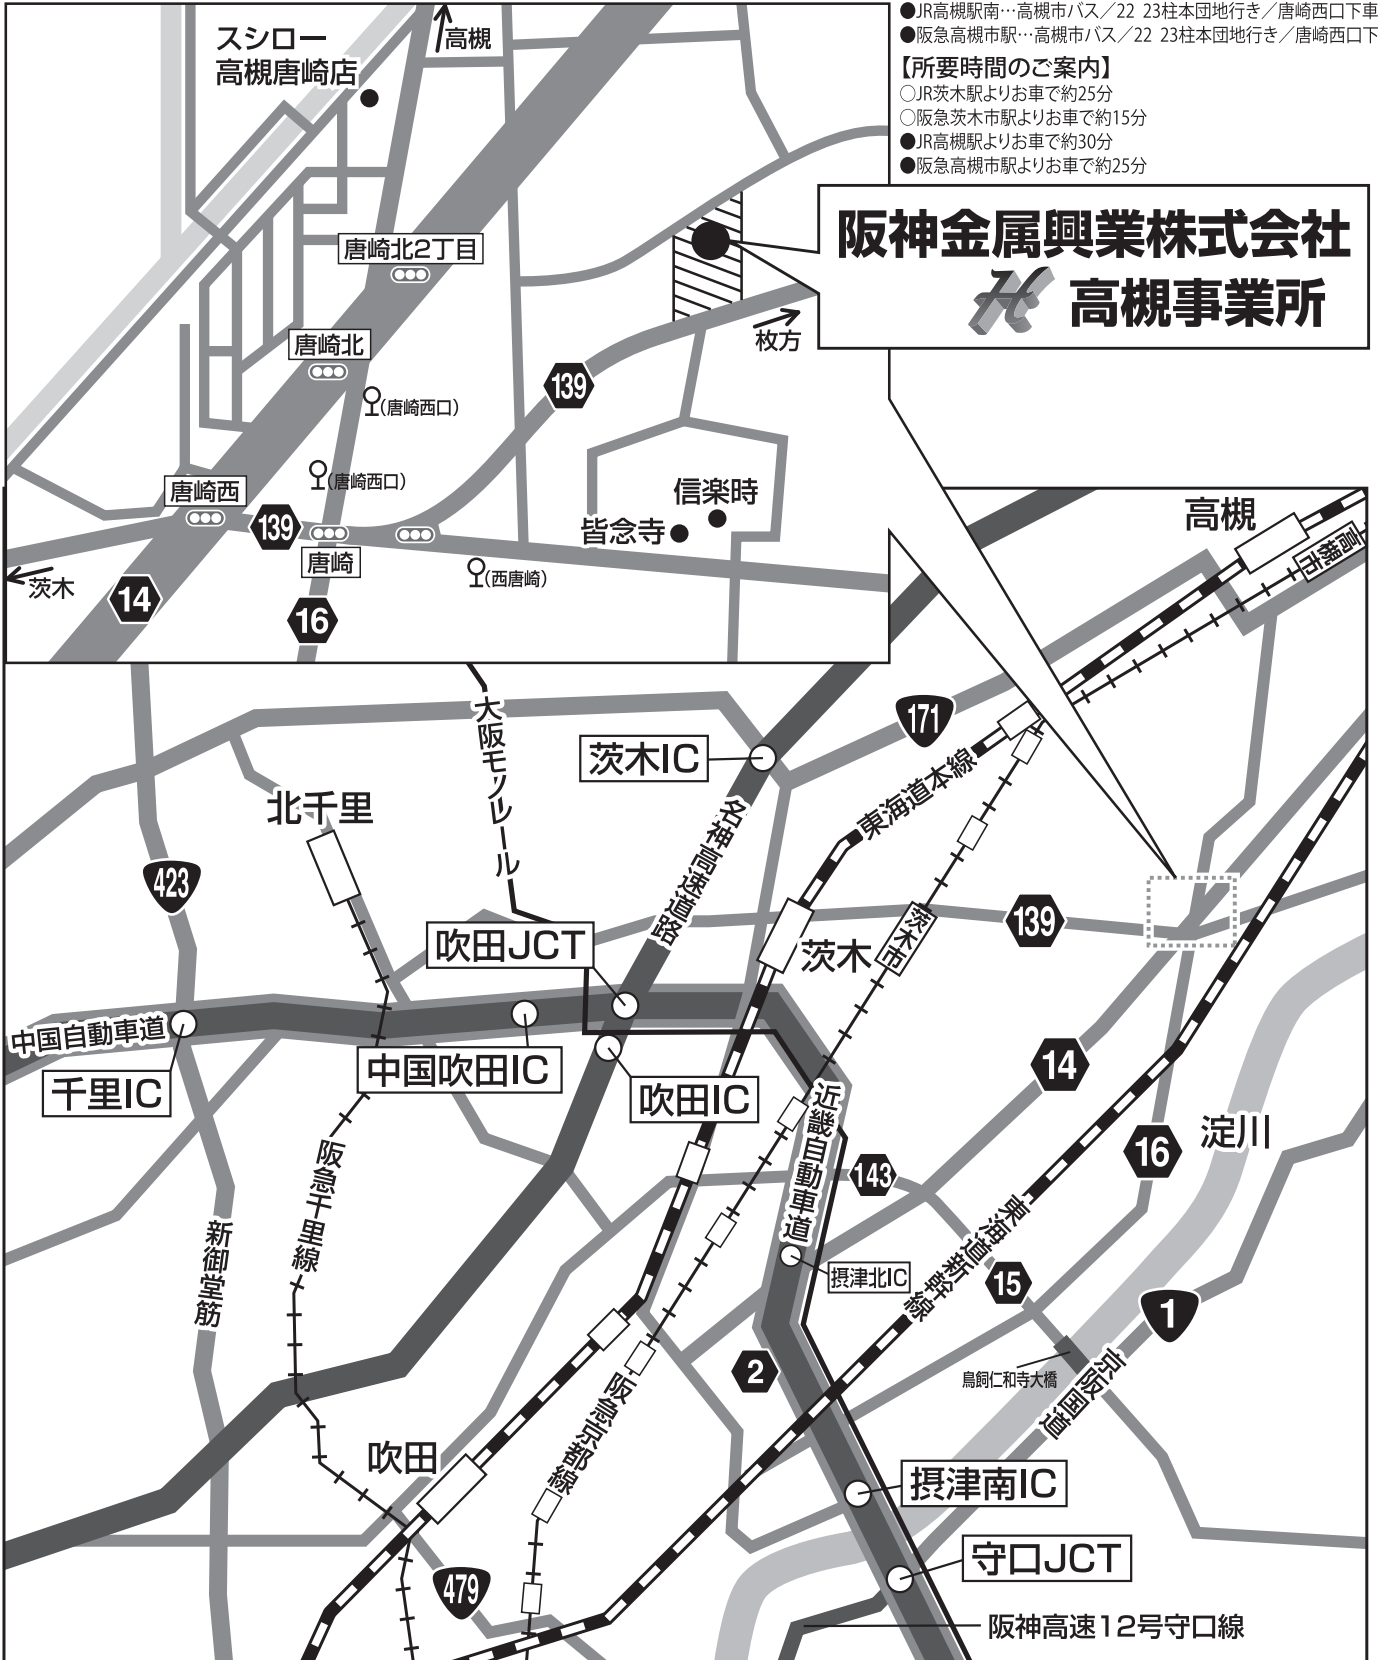 ●JR高槻駅南…高槻市バス／22 23柱本団地行き／唐崎西口下車
●阪急高槻市駅…高槻市バス／22 23柱本団地行き／唐崎西口下
【所要時間のご案内】
○JR茨木駅よりお車で約25分
○阪急茨木市駅よりお車で約15分
●JR高槻駅よりお車で約30分
●阪急高槻市駅よりお車で約25分
阪神金属興業株式会社
高槻事業所
スシロー
高槻唐崎店
高槻
唐崎北2丁目
唐崎北
枚方
139
(唐崎西口)
(唐崎西口)
唐崎西
139
唐崎
信楽時
皆念寺
(西唐崎)
茨木
14
16
高槻
高槻市
171
大阪モノレール
茨木IC
東海道本線
北千里
名神高速道路
423
139
吹田JCT
茨木
茨木市
中国自動車道
千里IC
中国吹田IC
吹田IC
14
近畿自動車道
淀川
16
阪急千里線
143
新御堂筋
東海道新幹線
摂津北IC
15
1
2
鳥飼仁和寺大橋
京阪国道
阪急京都線
吹田
摂津南IC
守口JCT
479
阪神高速12号守口線